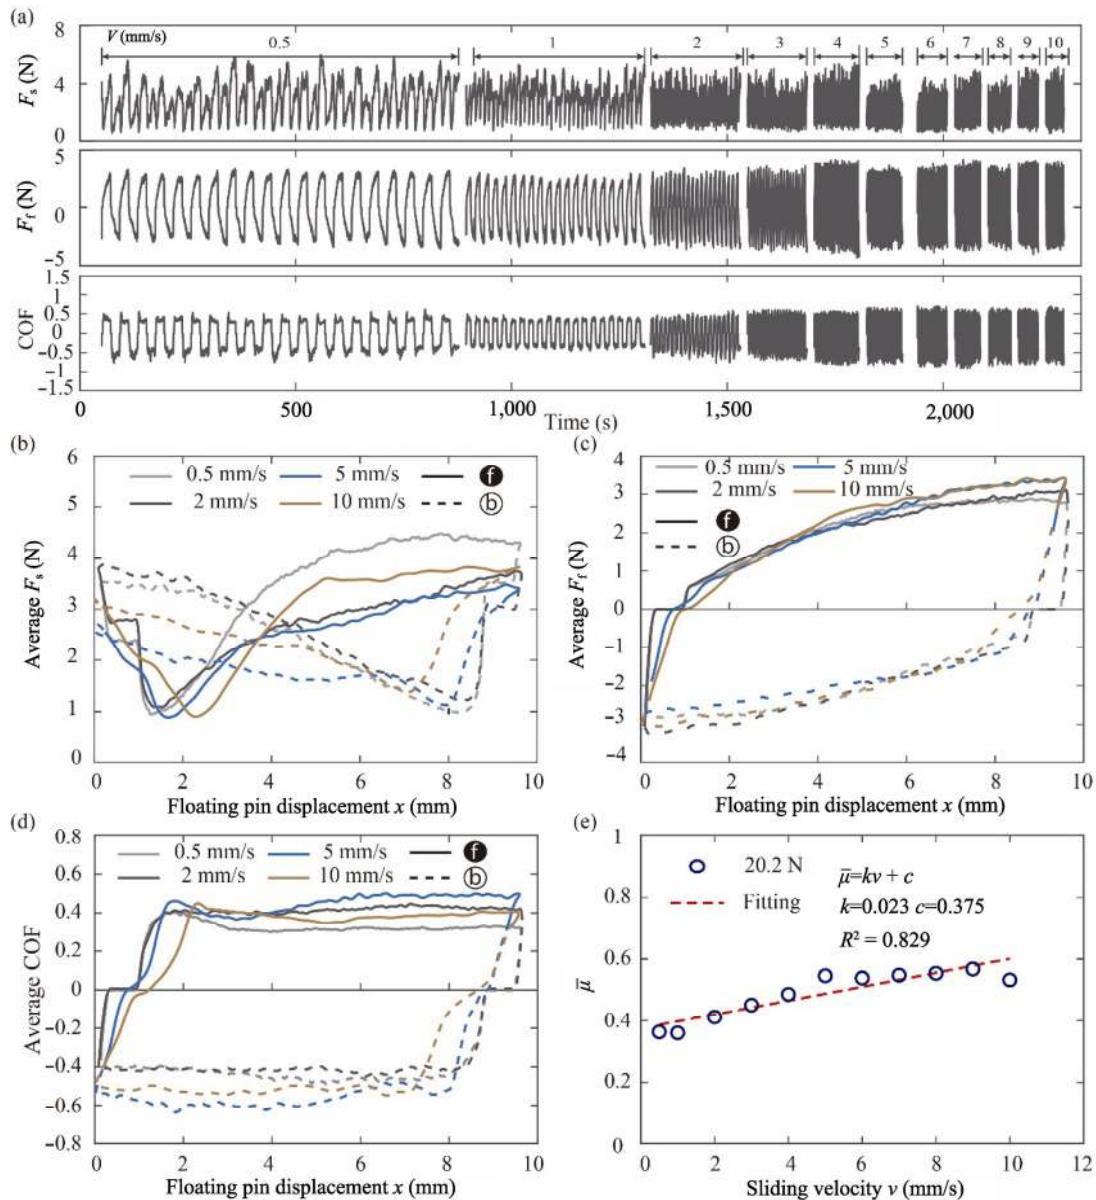 (a)
8
4
0
Fs (N)
V (mm/s)
0.5
1
2
3
4
5
6
7
8
9
10
5
0
−5
Ff (N)
1.5
1
0.5
0
−0.5
−1
−1.5
COF
0
500
1,000
1,500
2,000
Time (s)
(b)
6
5
4
3
2
1
0
Average Fs (N)
0.5 mm/s
5 mm/s
f
2 mm/s
10 mm/s
b
0
2
4
6
8
10
Floating pin displacement x (mm)
(c)
4
3
2
1
0
−1
−2
−3
−4
Average Ff (N)
0.5 mm/s
5 mm/s
2 mm/s
10 mm/s
f
b
0
2
4
6
8
10
Floating pin displacement x (mm)
(d)
0.8
0.6
0.4
0.2
0
−0.2
−0.4
−0.6
−0.8
Average COF
0.5 mm/s
5 mm/s
f
2 mm/s
10 mm/s
b
0
2
4
6
8
10
Floating pin displacement x (mm)
(e)
1
0.8
0.6
0.4
0.2
0
μ̄
20.2 N
Fitting
μ̄=kv + c
k=0.023 c=0.375
R² = 0.829
0
2
4
6
8
10
12
Sliding velocity v (mm/s)